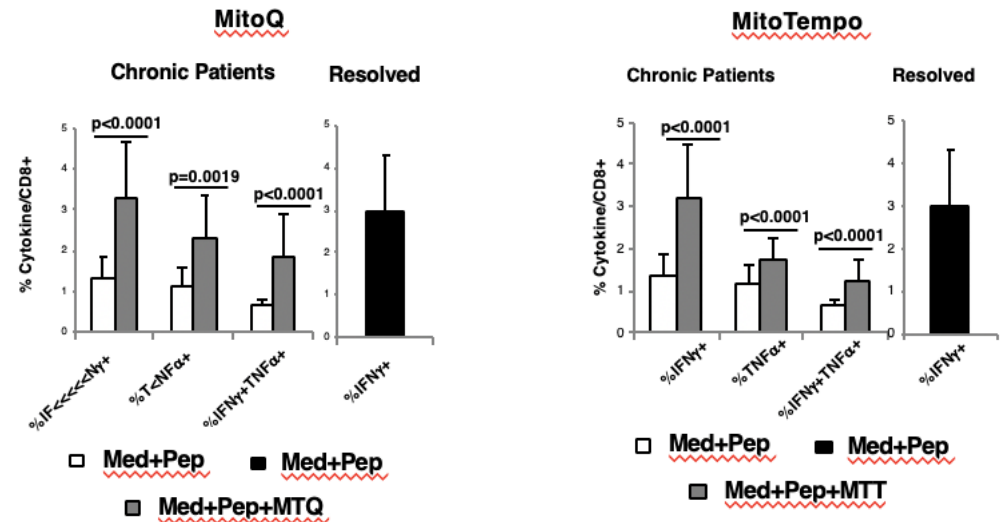 MitoQ
Chronic Patients
Resolved
% Cytokine/CD8+
5
4
3
2
1
0
p<0.0001
p=0.0019
p<0.0001
%IF<<<<<Nγ+
%T<NFα+
%IFNγ+TNFα+
5
4
3
2
1
0
%IFNγ+
Med+Pep
Med+Pep
Med+Pep+MTQ
MitoTempo
Chronic Patients
Resolved
% Cytokine/CD8+
5
4
3
2
1
0
p<0.0001
p<0.0001
p<0.0001
%IFNγ+
%TNFα+
%IFNγ+TNFα+
5
4
3
2
1
0
%IFNγ+
Med+Pep
Med+Pep
Med+Pep+MTT